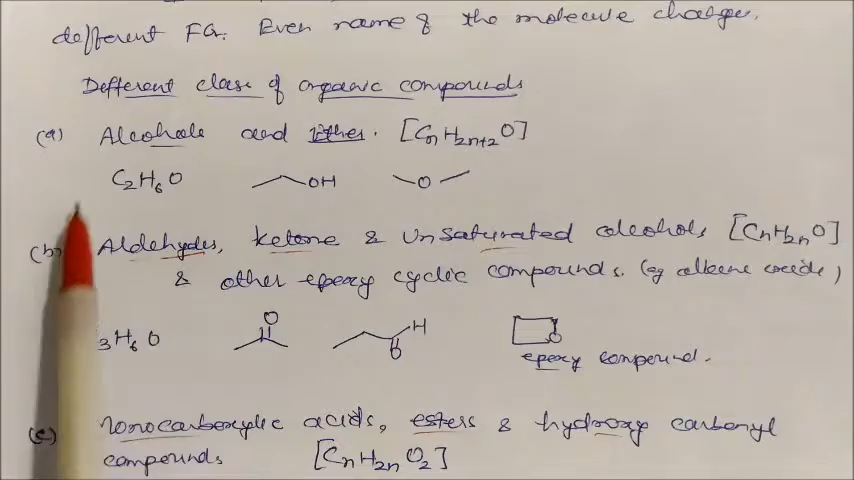 different FG. Even name of the molecule changes.
Different class of organic compounds
(a) Alcohols and Ethers. [CnH2n+2O]
C2H6O OH O
(b) Aldehydes, ketone & unsaturated alcohols [CnH2nO]
& other epoxy cyclic compounds. (eg alkene oxide)
3H6O O H O O
epoxy compound.
(c) Monocarboxylic acids, esters & hydroxy carbonyl
compounds [CnH2nO2]